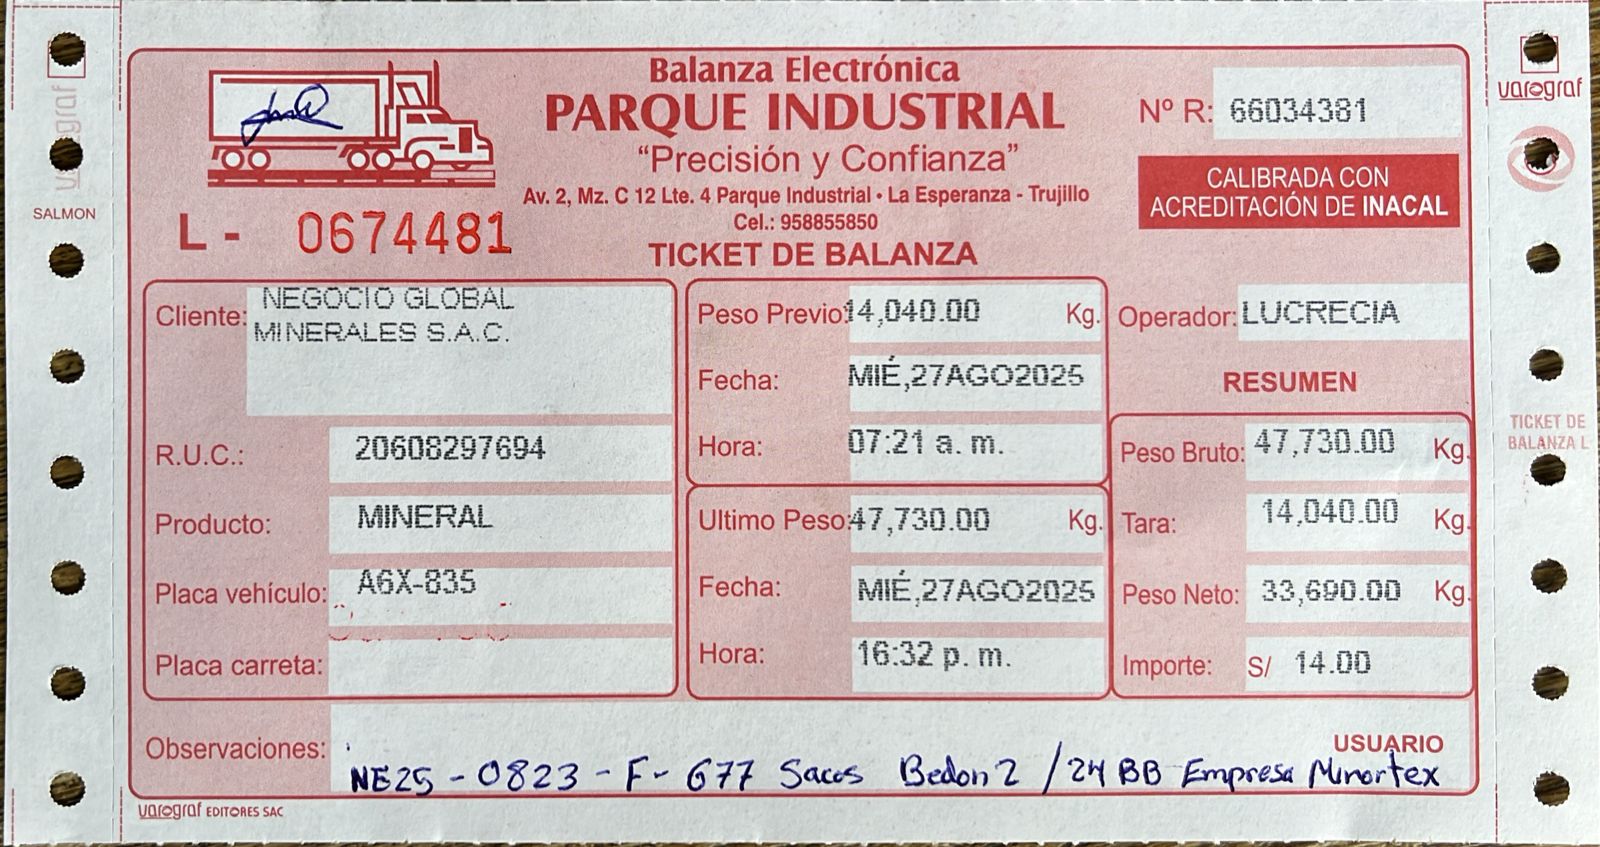 Balanza Electrónica
PARQUE INDUSTRIAL
"Precisión y Confianza"
Av. 2, Mz. C 12 Lte. 4 Parque Industrial • La Esperanza - Trujillo
Cel.: 958855850
TICKET DE BALANZA
Nº R: 66034381
CALIBRADA CON
ACREDITACIÓN DE INACAL
L - 0674481
SALMON
varograf
varograf
TICKET DE
BALANZA L
Cliente: NEGOCIO GLOBAL
MINERALES S.A.C.
R.U.C.: 20608297694
Producto: MINERAL
Placa vehículo: A6X-835
Placa carreta:
Peso Previo: 14,040.00 Kg.
Fecha: MIÉ,27AGO2025
Hora: 07:21 a. m.
Ultimo Peso: 47,730.00 Kg.
Fecha: MIÉ,27AGO2025
Hora: 16:32 p. m.
Operador: LUCRECIA
RESUMEN
Peso Bruto: 47,730.00 Kg.
Tara: 14,040.00 Kg.
Peso Neto: 33,690.00 Kg.
Importe: S/ 14.00
USUARIO
Observaciones: NE25 - 0823 - F - 677 Sacos Bedon 2 / 24 BB Empresa Minortex
varograf EDITORES SAC